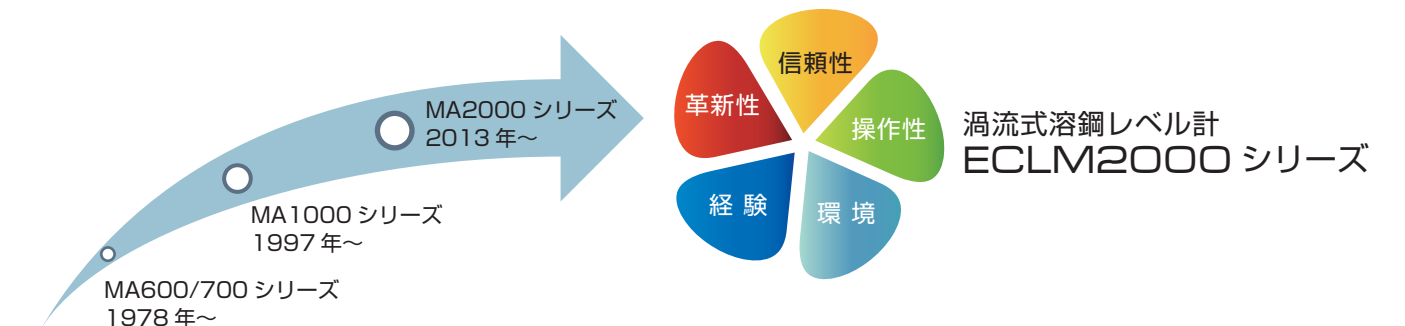 MA2000 シリーズ
2013 年～
MA1000 シリーズ
1997 年～
MA600/700 シリーズ
1978 年～
信頼性
革新性
操作性
経 験
環 境
渦流式溶鋼レベル計
ECLM2000 シリーズ